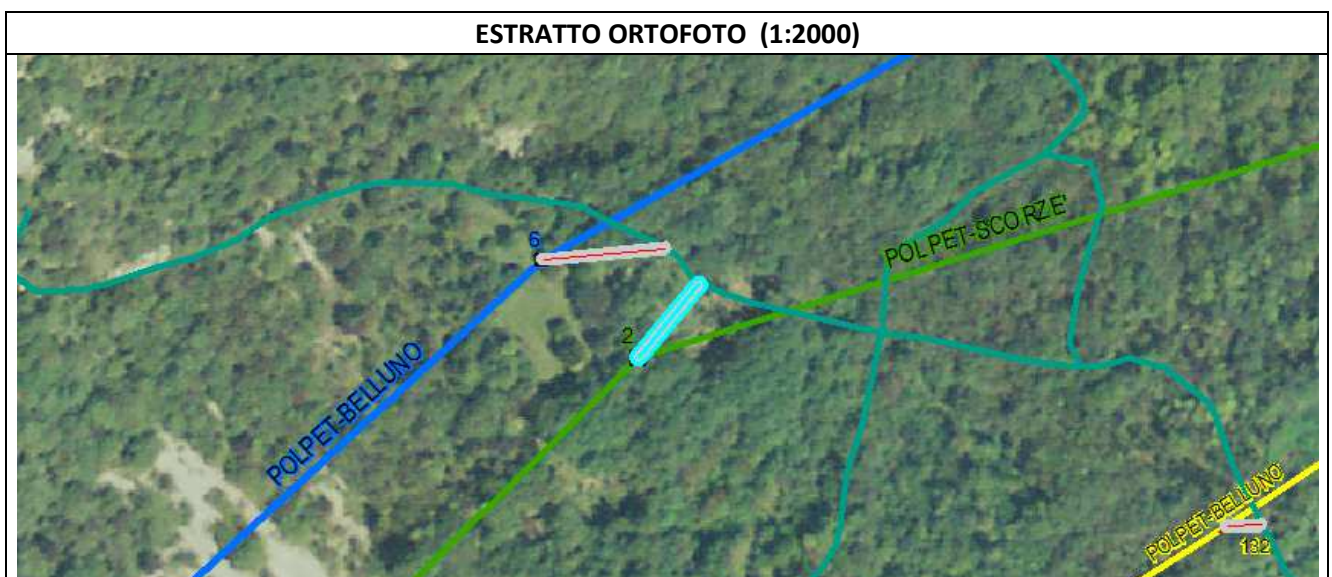 ESTRATTO ORTOFOTO (1:2000)
6
POLPET-SCORZE'
2
POLPET-BELLUNO
POLPET-BELLUNO
132